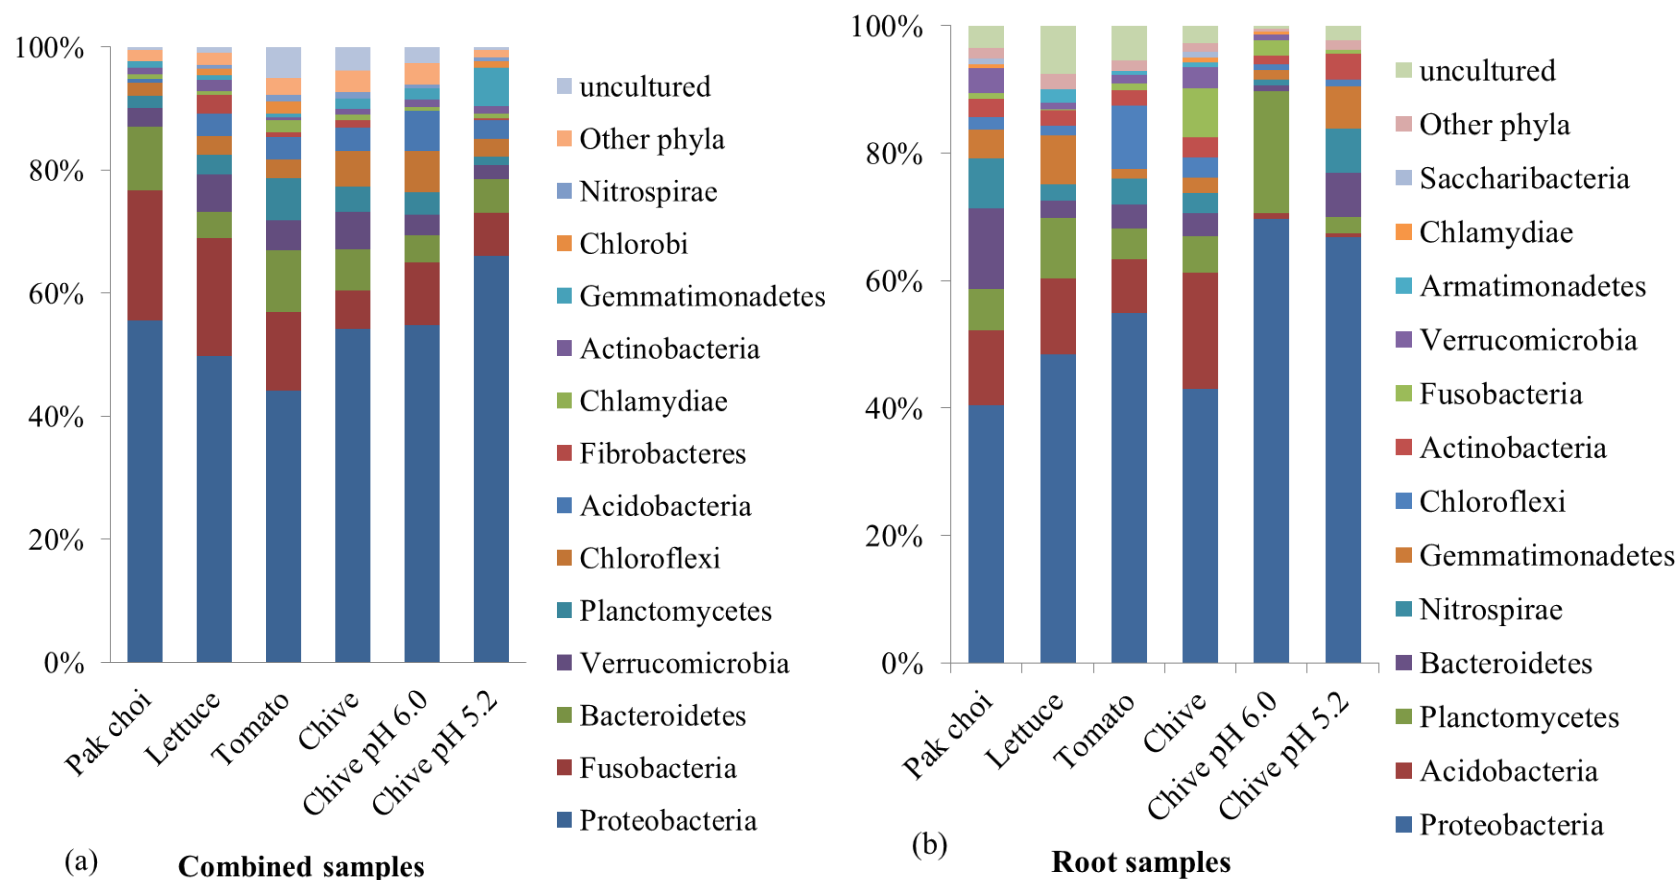 100%
80%
60%
40%
20%
0%
Pak choi
Lettuce
Tomato
Chive
Chive pH 6.0
Chive pH 5.2
uncultured
Other phyla
Nitrospirae
Chlorobi
Gemmatimonadetes
Actinobacteria
Chlamydiae
Fibrobacteres
Acidobacteria
Chloroflexi
Planctomycetes
Verrucomicrobia
Bacteroidetes
Fusobacteria
Proteobacteria
(a)
Combined samples
100%
80%
60%
40%
20%
0%
Pak choi
Lettuce
Tomato
Chive
Chive pH 6.0
Chive pH 5.2
uncultured
Other phyla
Saccharibacteria
Chlamydiae
Armatimonadetes
Verrucomicrobia
Fusobacteria
Actinobacteria
Chloroflexi
Gemmatimonadetes
Nitrospirae
Bacteroidetes
Planctomycetes
Acidobacteria
Proteobacteria
(b)
Root samples